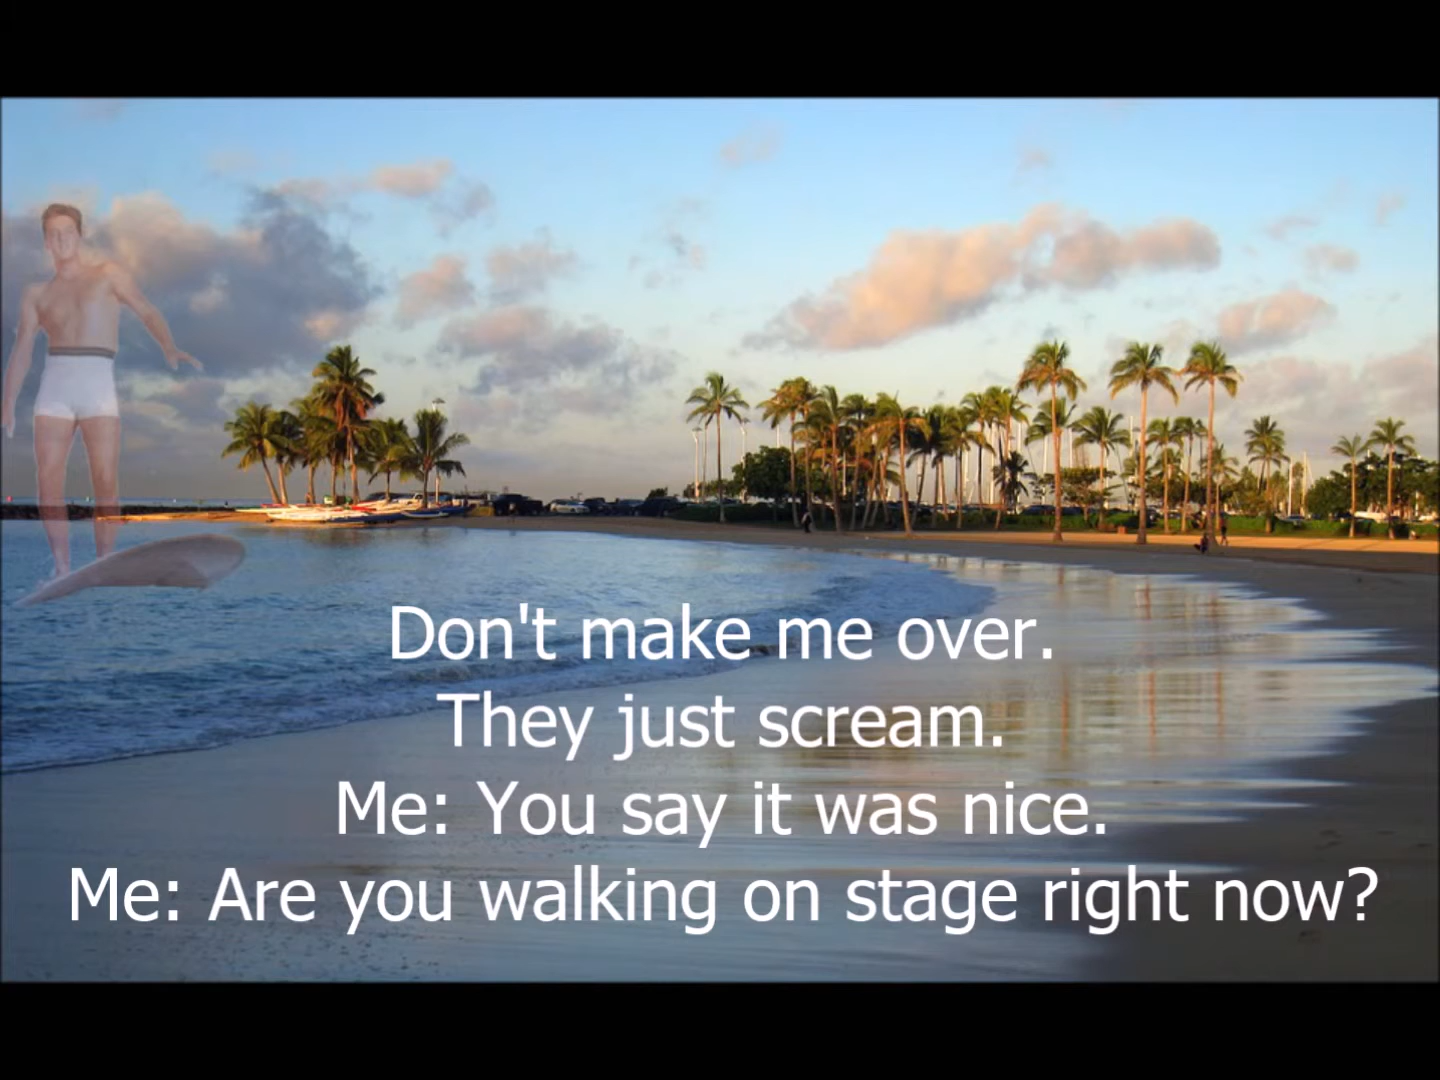 Don't make me over.
They just scream.
Me: You say it was nice.
Me: Are you walking on stage right now?